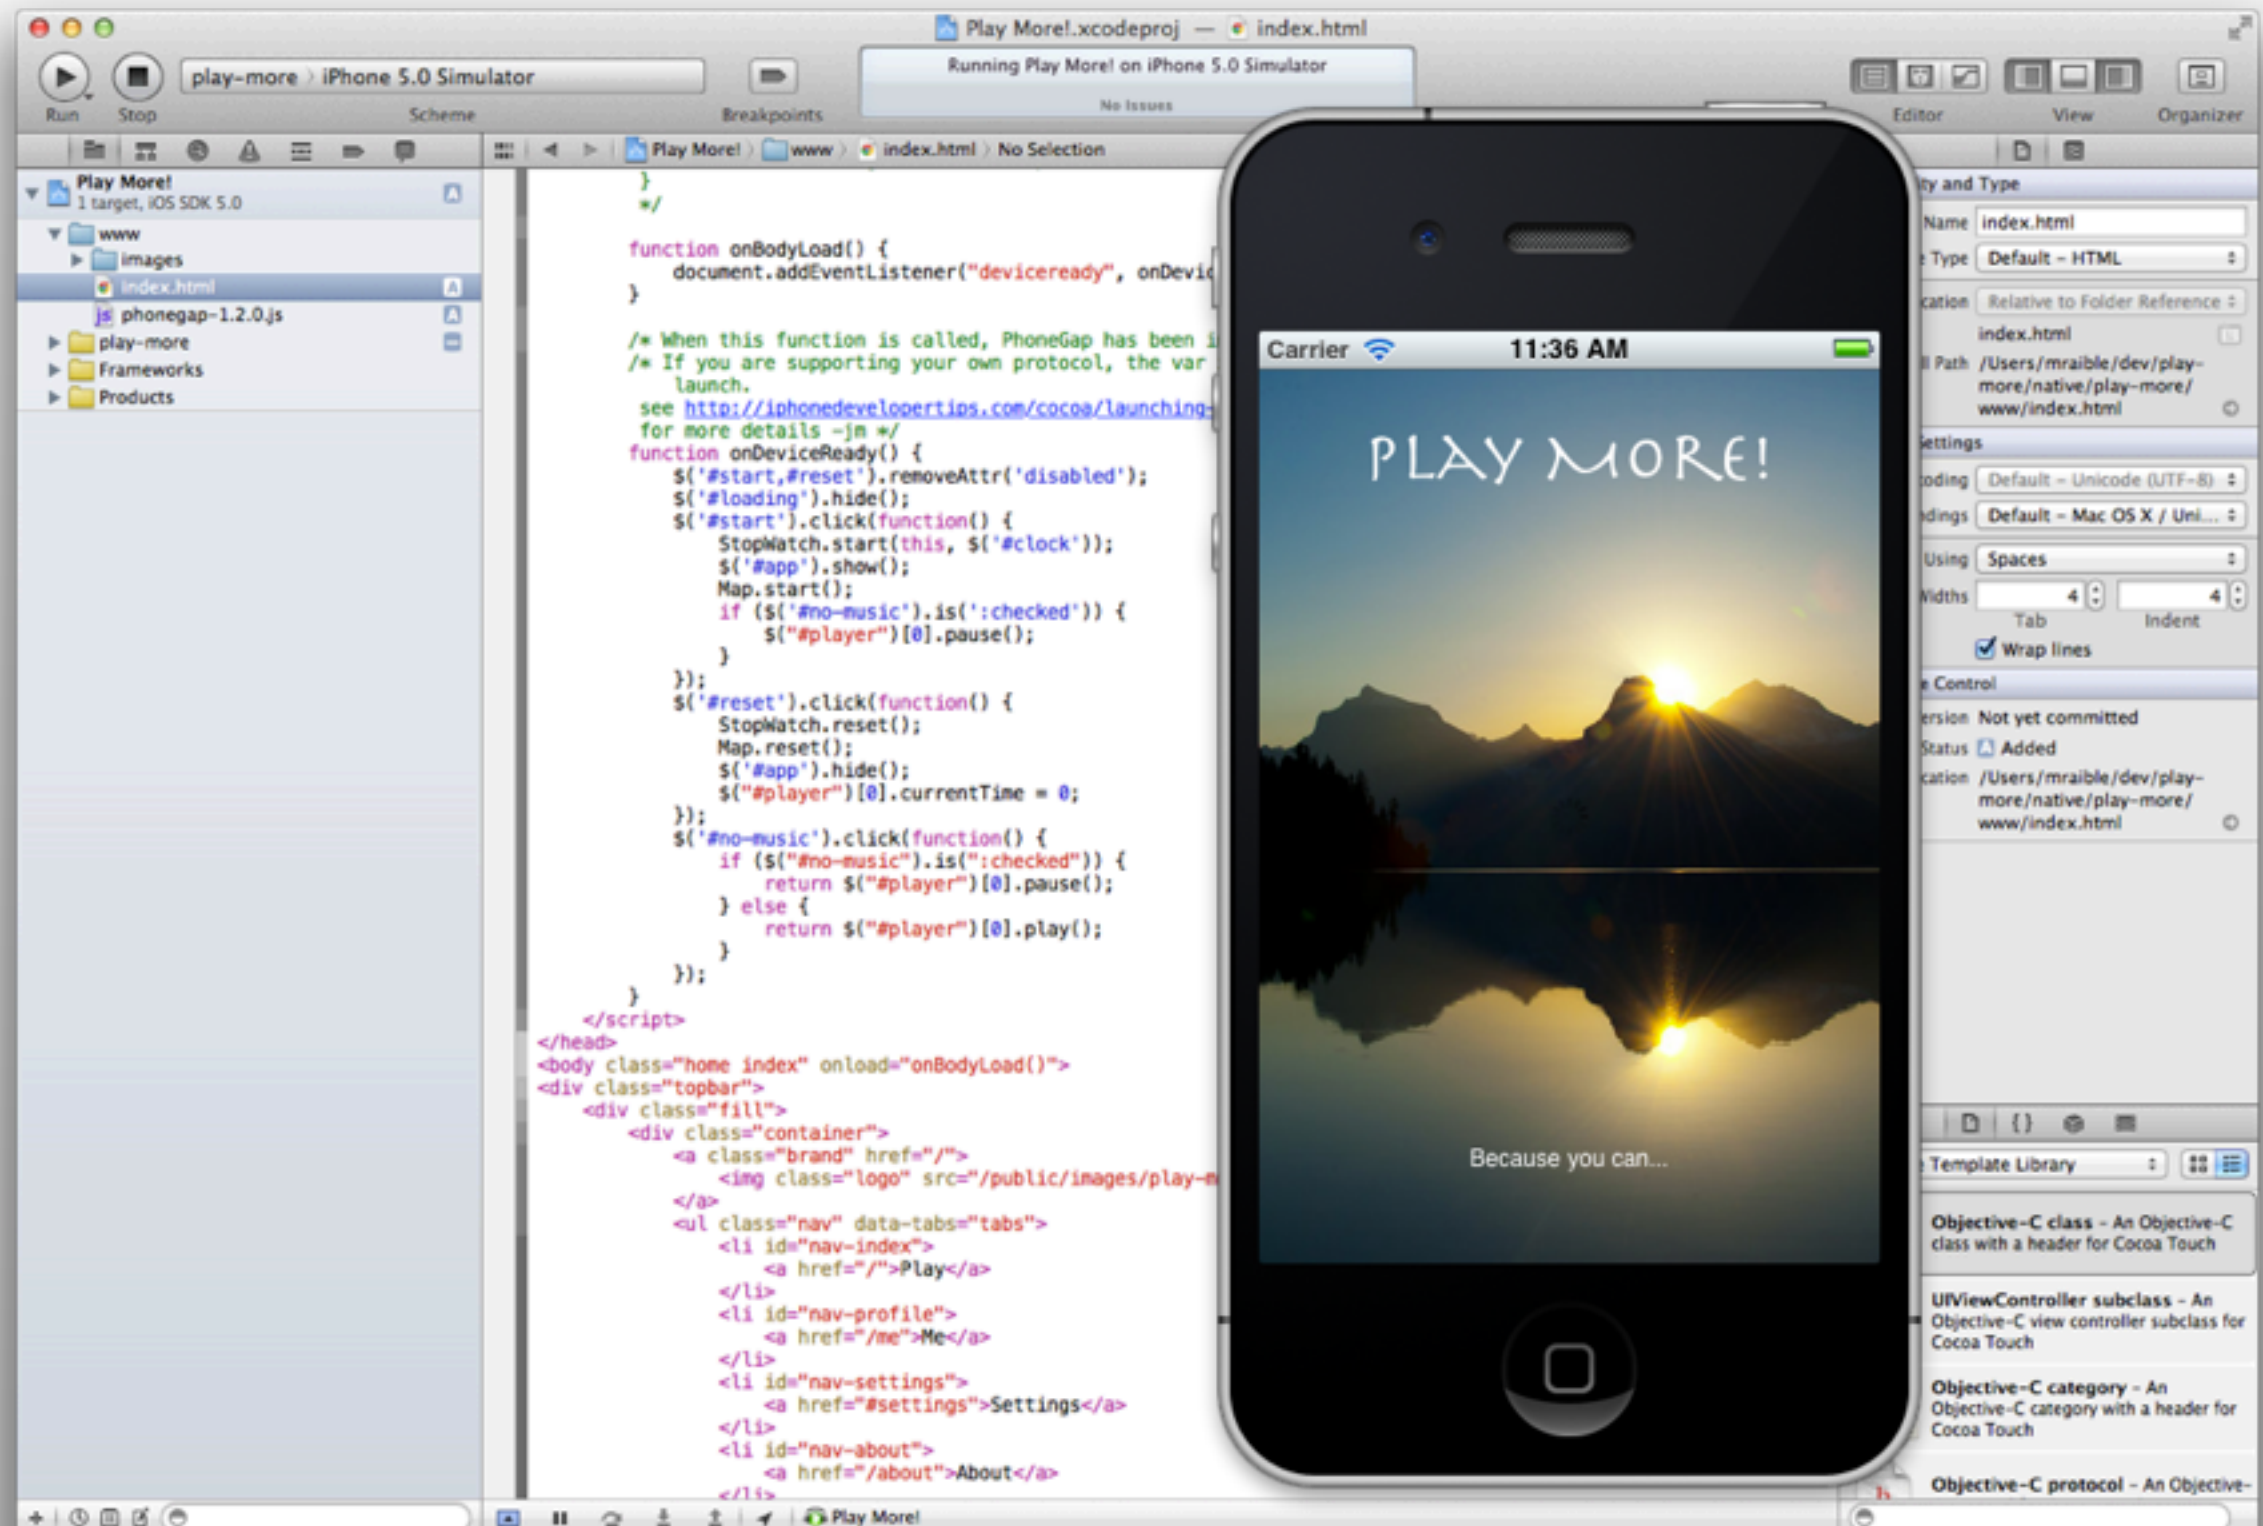 Play More!.xcodeproj — index.html
play-more › iPhone 5.0 Simulator
Running Play More! on iPhone 5.0 Simulator
No Issues
Run Stop Scheme Breakpoints Editor View Organizer
Play More! › www › index.html › No Selection
Play More!
1 target, iOS SDK 5.0
www
images
index.html A
phonegap-1.2.0.js A
play-more
Frameworks
Products
}
*/
function onBodyLoad() {
document.addEventListener("deviceready", onDevic
}
/* When this function is called, PhoneGap has been i
/* If you are supporting your own protocol, the var
launch.
see http://iphonedevelopertips.com/cocoa/launching-
for more details -jm */
function onDeviceReady() {
$('#start,#reset').removeAttr('disabled');
$('#loading').hide();
$('#start').click(function() {
StopWatch.start(this, $('#clock'));
$('#app').show();
Map.start();
if ($('#no-music').is(':checked')) {
$("#player")[0].pause();
}
});
$('#reset').click(function() {
StopWatch.reset();
Map.reset();
$('#app').hide();
$("#player")[0].currentTime = 0;
});
$('#no-music').click(function() {
if ($("#no-music").is(":checked")) {
return $("#player")[0].pause();
} else {
return $("#player")[0].play();
}
});
}
</script>
</head>
<body class="home index" onload="onBodyLoad()">
<div class="topbar">
<div class="fill">
<div class="container">
<a class="brand" href="/">
<img class="logo" src="/public/images/play-m
</a>
<ul class="nav" data-tabs="tabs">
<li id="nav-index">
<a href="/">Play</a>
</li>
<li id="nav-profile">
<a href="/me">Me</a>
</li>
<li id="nav-settings">
<a href="#settings">Settings</a>
</li>
<li id="nav-about">
<a href="/about">About</a>
</li>
Play More!
Carrier 11:36 AM
PLAY MORE!
Because you can...
ty and Type
Name index.html
e Type Default - HTML
cation Relative to Folder Reference
index.html
ll Path /Users/mraible/dev/play-
more/native/play-more/
www/index.html
Settings
coding Default - Unicode (UTF-8)
ndings Default - Mac OS X / Uni...
Using Spaces
Widths 4 4
Tab Indent
Wrap lines
e Control
ersion Not yet committed
Status A Added
cation /Users/mraible/dev/play-
more/native/play-more/
www/index.html
{}
e Template Library
Objective-C class - An Objective-C
class with a header for Cocoa Touch
UIViewController subclass - An
Objective-C view controller subclass for
Cocoa Touch
Objective-C category - An
Objective-C category with a header for
Cocoa Touch
Objective-C protocol - An Objective-